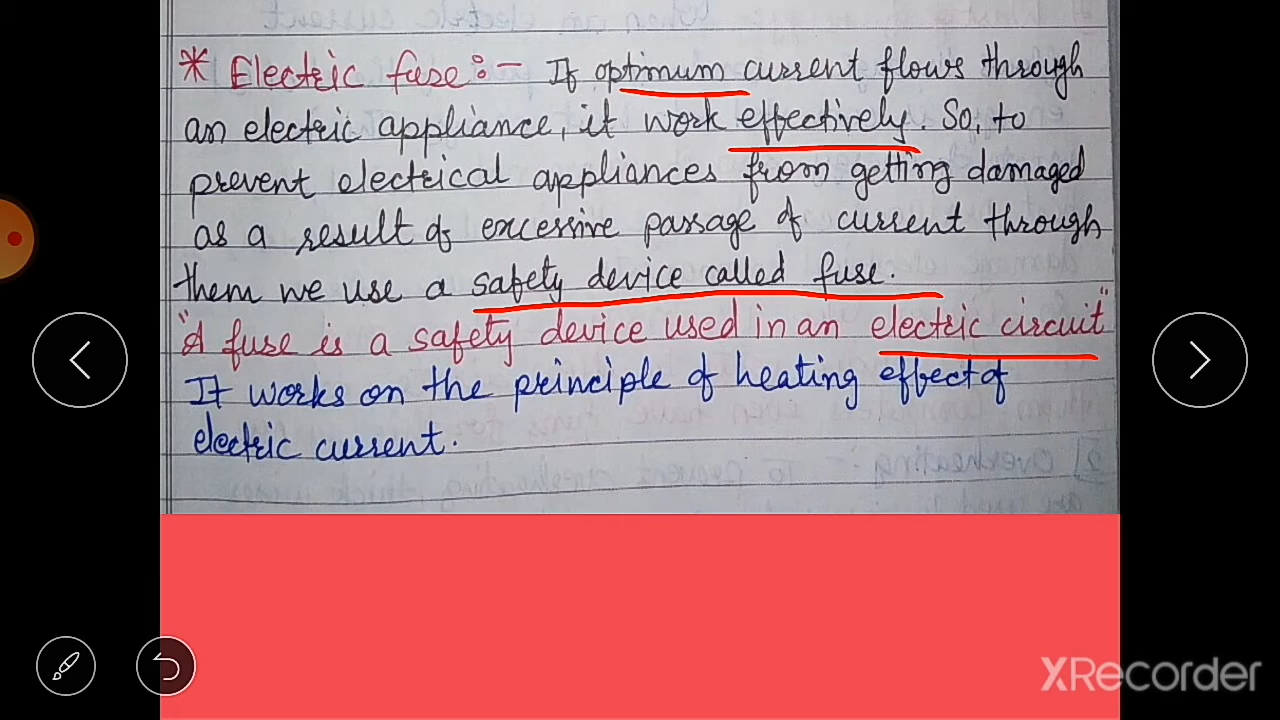 * Electric fuse :- If optimum current flows through
an electric appliance, it work effectively. So, to
prevent electrical appliances from getting damaged
as a result of excessive passage of current through
them we use a safety device called fuse.
"A fuse is a safety device used in an electric circuit"
It works on the principle of heating effect of
electric current.
XRecorder